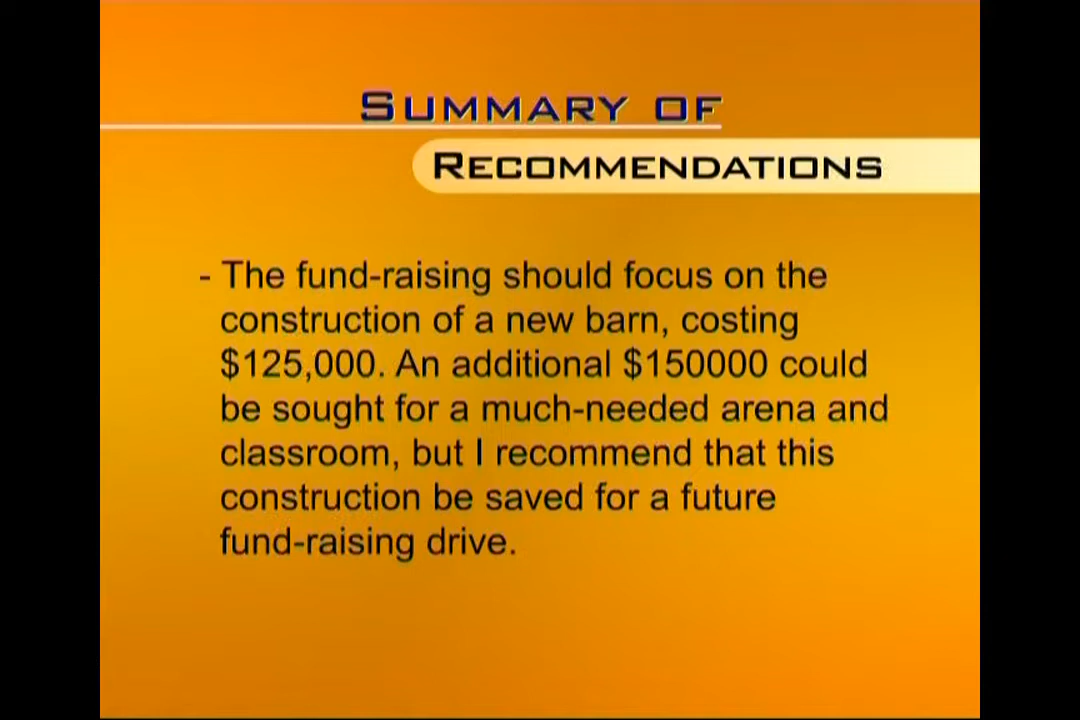 SUMMARY OF
RECOMMENDATIONS
- The fund-raising should focus on the
construction of a new barn, costing
$125,000. An additional $150000 could
be sought for a much-needed arena and
classroom, but I recommend that this
construction be saved for a future
fund-raising drive.